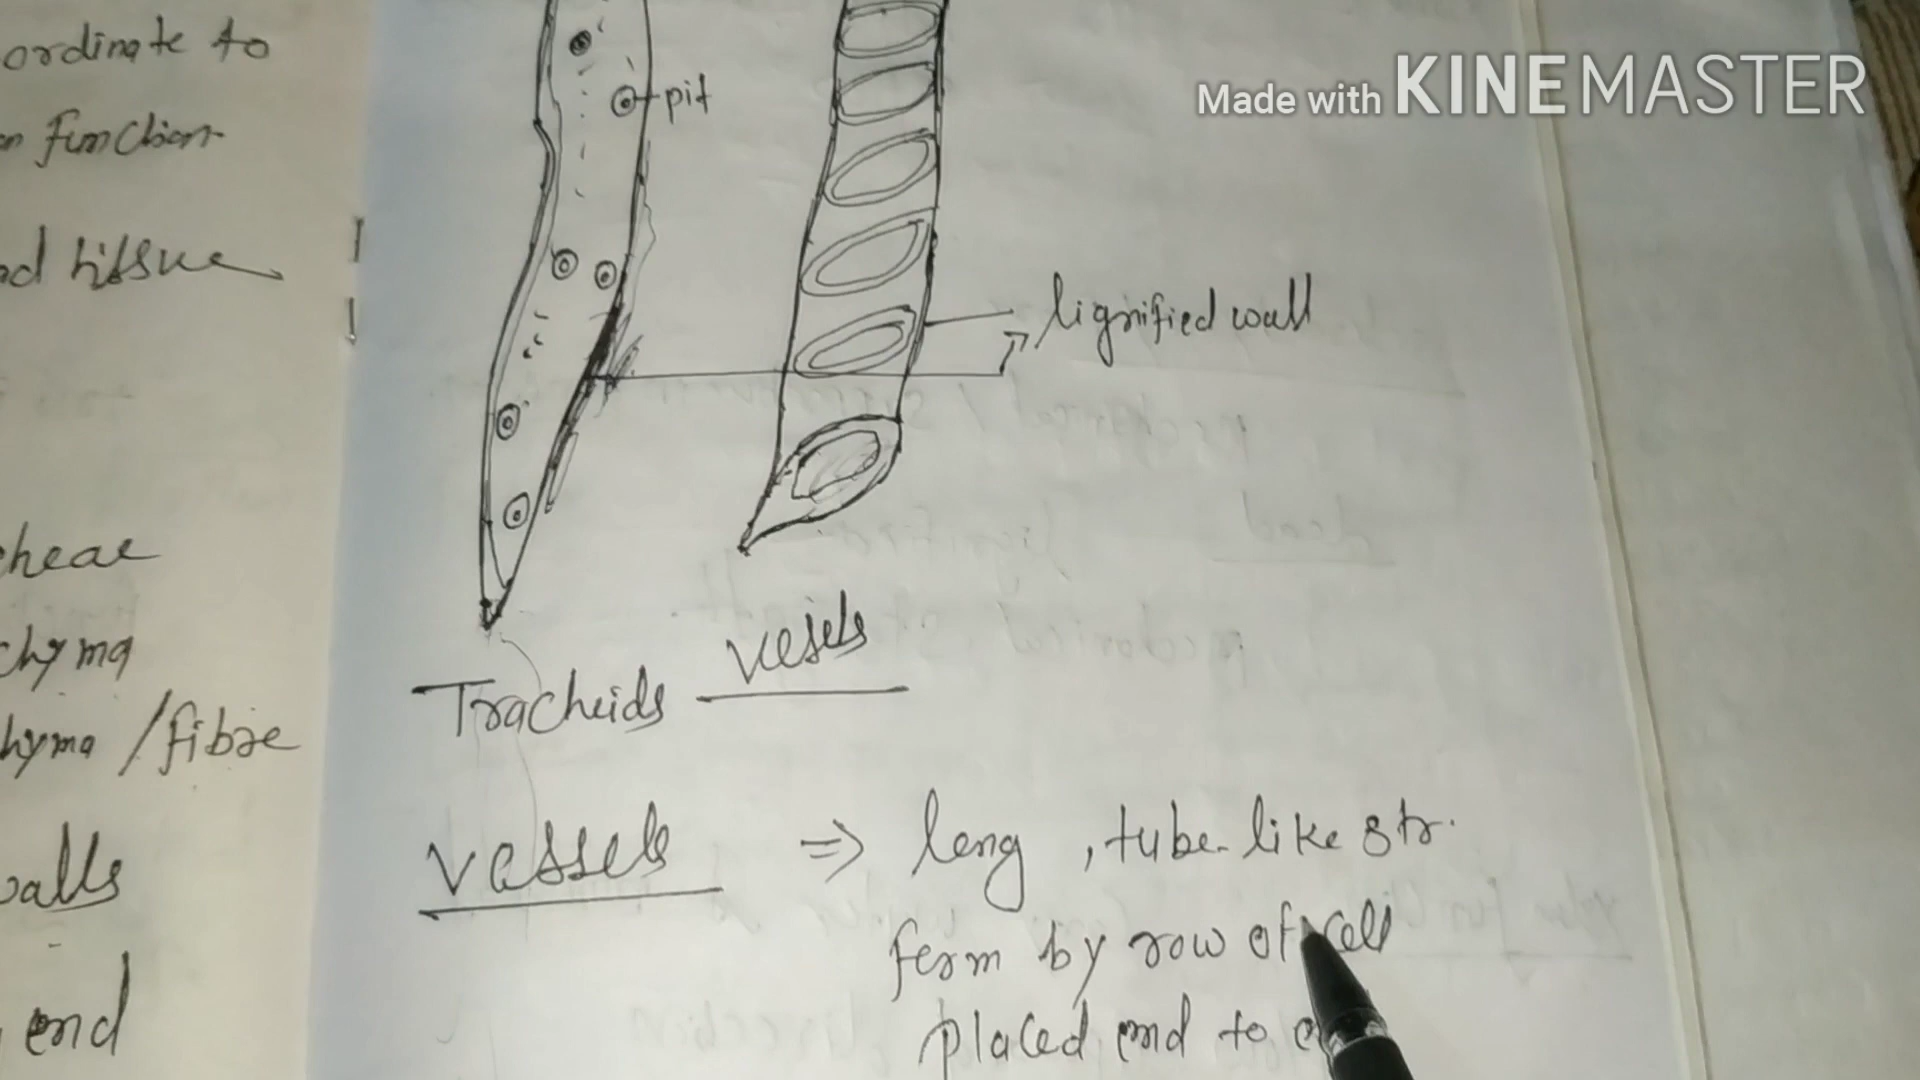 ordinate to
Function
tissue
heae
chyma
hyma / fibre
walls
end
Made with KINEMASTER
pit
lignified wall
Tracheids
vesels
vessels ⇒ long, tube-like str.
form by row of cell
placed end to